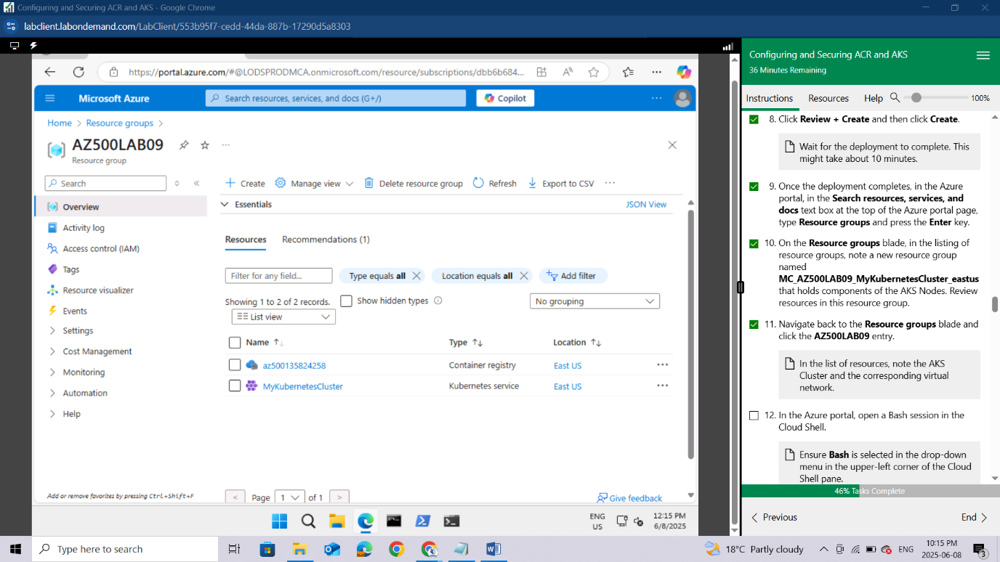 Configuring and Securing ACR and AKS - Google Chrome
labclient.labondemand.com/LabClient/553b95f7-cedd-44da-887b-17290d5a8303
https://portal.azure.com/#@LODSPRODMCA.onmicrosoft.com/resource/subscriptions/dbb6b684...
Microsoft Azure
Search resources, services, and docs (G+/)
Copilot
Home > Resource groups >
AZ500LAB09
Resource group
Search
Create
Manage view
Delete resource group
Refresh
Export to CSV
Overview
Activity log
Access control (IAM)
Tags
Resource visualizer
Events
Settings
Cost Management
Monitoring
Automation
Help
Add or remove favorites by pressing Ctrl+Shift+F
Essentials
JSON View
Resources
Recommendations (1)
Filter for any field...
Type equals all
Location equals all
Add filter
Showing 1 to 2 of 2 records.
Show hidden types
No grouping
List view
Name
Type
Location
az500135824258
Container registry
East US
MyKubernetesCluster
Kubernetes service
East US
< Page 1 of 1 >
Give feedback
ENG
US
12:15 PM
6/8/2025
Configuring and Securing ACR and AKS
36 Minutes Remaining
Instructions
Resources
Help
100%
8. Click Review + Create and then click Create.
Wait for the deployment to complete. This
might take about 10 minutes.
9. Once the deployment completes, in the Azure
portal, in the Search resources, services, and
docs text box at the top of the Azure portal page,
type Resource groups and press the Enter key.
10. On the Resource groups blade, in the listing of
resource groups, note a new resource group
named
MC_AZ500LAB09_MyKubernetesCluster_eastus
that holds components of the AKS Nodes. Review
resources in this resource group.
11. Navigate back to the Resource groups blade and
click the AZ500LAB09 entry.
In the list of resources, note the AKS
Cluster and the corresponding virtual
network.
12. In the Azure portal, open a Bash session in the
Cloud Shell.
Ensure Bash is selected in the drop-down
menu in the upper-left corner of the Cloud
Shell pane.
46% Tasks Complete
< Previous
End >
Type here to search
18°C Partly cloudy
ENG
10:15 PM
2025-06-08
3